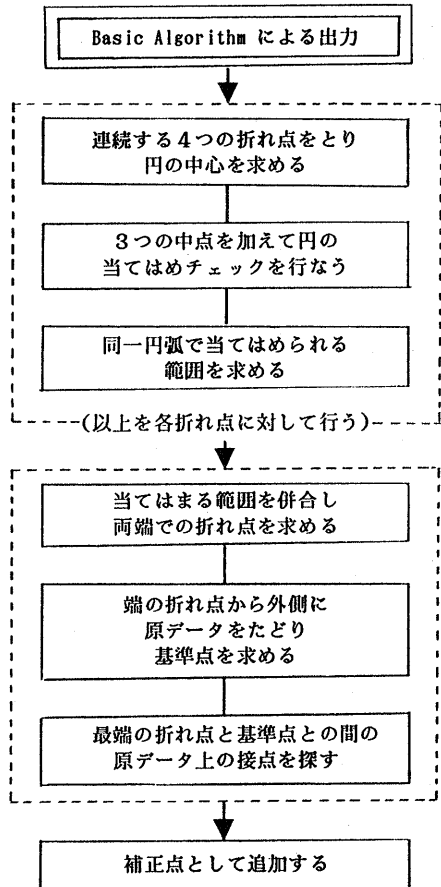 Basic Algorithm による出力
連続する4つの折れ点をとり
円の中心を求める
3つの中点を加えて円の
当てはめチェックを行なう
同一円弧で当てはめられる
範囲を求める
(以上を各折れ点に対して行う)
当てはまる範囲を併合し
両端での折れ点を求める
端の折れ点から外側に
原データをたどり
基準点を求める
最端の折れ点と基準点との間の
原データ上の接点を探す
補正点として追加する